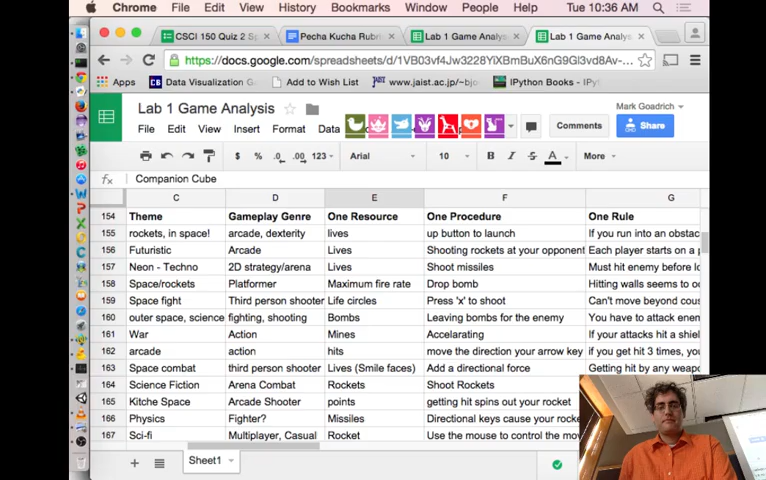 Chrome File Edit View History Bookmarks Window People Help Tue 10:36 AM
CSCI 150 Quiz 2 Sp Pecha Kucha Rubri Lab 1 Game Analysis Lab 1 Game Analys
https://docs.google.com/spreadsheets/d/1VB03vf4Jw3228YiXBmBuX6nG9Gl3vd8Av-...
Apps Data Visualization Add to Wish List www.jaist.ac.jp/~bjo IPython Books - IPy
Lab 1 Game Analysis
Mark Goadrich
File Edit View Insert Format Data
Comments Share
$ % .0 .00 123 Arial 10 B I S A More
fx Companion Cube
C D E F G
154 Theme Gameplay Genre One Resource One Procedure One Rule
155 rockets, in space! arcade, dexterity lives up button to launch If you run into an obstac
156 Futuristic Arcade Lives Shooting rockets at your opponent Each player starts on a p
157 Neon - Techno 2D strategy/arena Lives Shoot missiles Must hit enemy before lo
158 Space/rockets Platformer Maximum fire rate Drop bomb Hitting walls seems to o
159 Space fight Third person shooter Life circles Press 'x' to shoot Can't move beyond cous
160 outer space, science fighting, shooting Bombs Leaving bombs for the enemy You have to attack enem
161 War Action Mines Accelarating If your attacks hit a shiel
162 arcade action hits move the direction your arrow key if you get hit 3 times, you
163 Space combat third person shooter Lives (Smile faces) Add a directional force Getting hit by any weapo
164 Science Fiction Arena Combat Rockets Shoot Rockets
165 Kitche Space Arcade Shooter points getting hit spins out your rocket
166 Physics Fighter? Missiles Directional keys cause your rocke
167 Sci-fi Multiplayer, Casual Rocket Use the mouse to control the mov
Sheet1